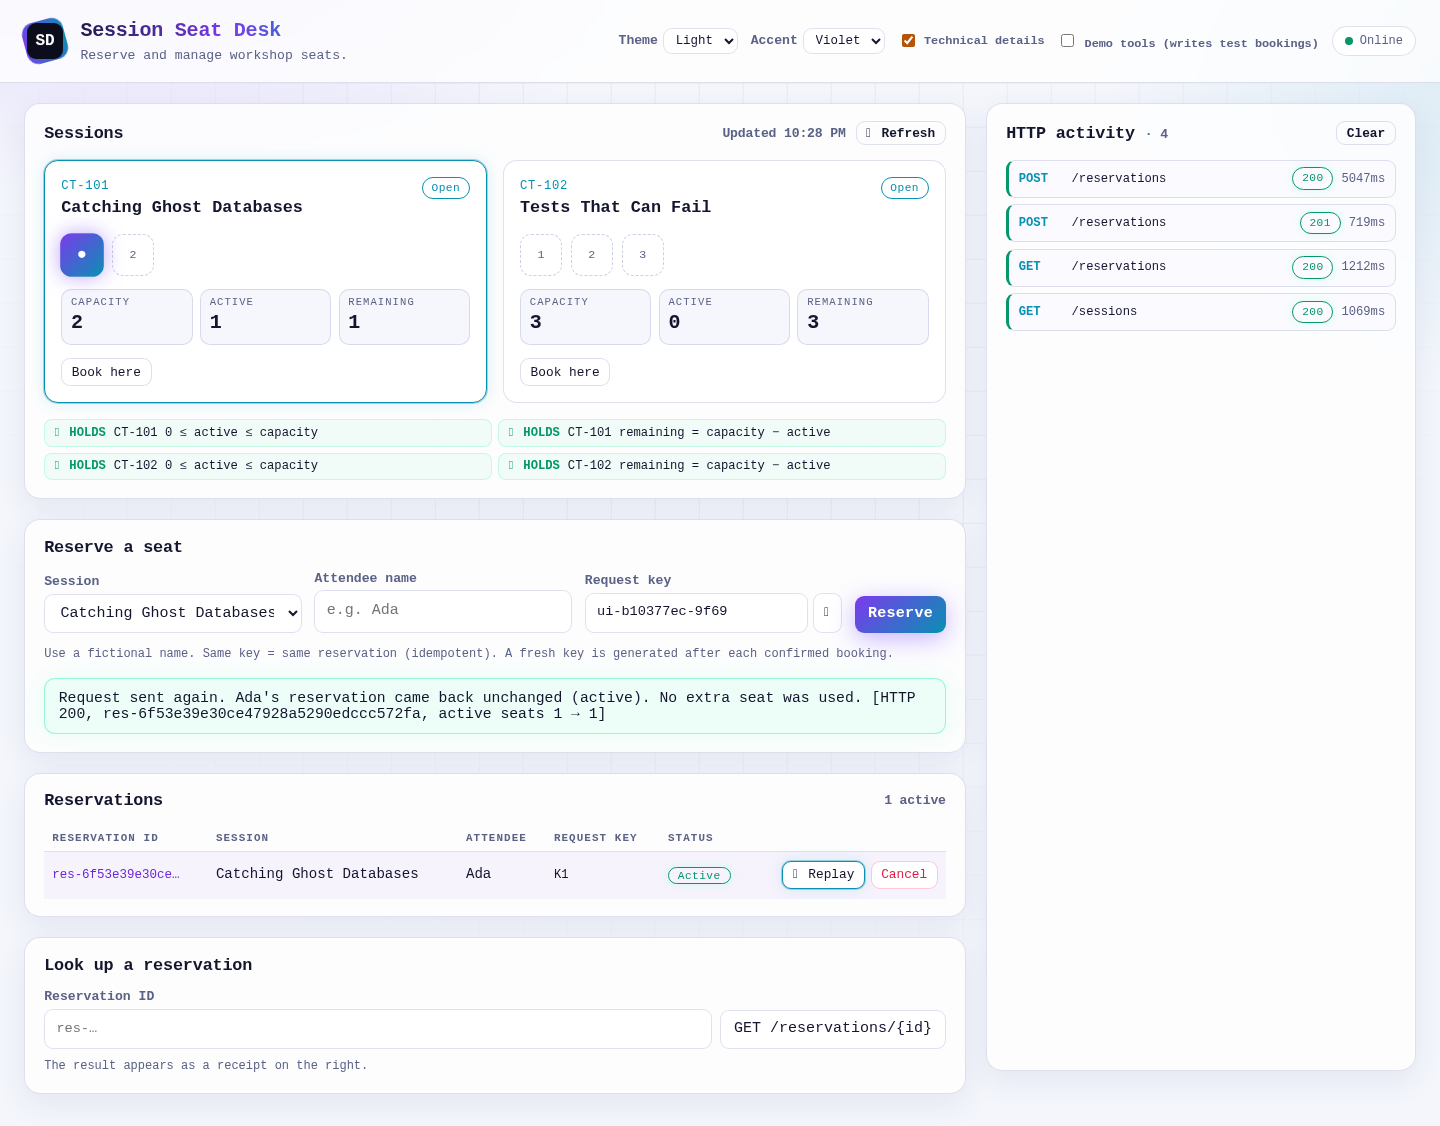 SD
Session Seat Desk
Reserve and manage workshop seats.
Theme Light Accent Violet Technical details Demo tools (writes test bookings) Online
Sessions
Updated 10:28 PM Refresh
CT-101 Open
Catching Ghost Databases
2
CAPACITY ACTIVE REMAINING
2 1 1
Book here
CT-102 Open
Tests That Can Fail
1 2 3
CAPACITY ACTIVE REMAINING
3 0 3
Book here
HOLDS CT-101 0 ≤ active ≤ capacity
HOLDS CT-101 remaining = capacity − active
HOLDS CT-102 0 ≤ active ≤ capacity
HOLDS CT-102 remaining = capacity − active
Reserve a seat
Session Attendee name Request key
Catching Ghost Databases e.g. Ada ui-b10377ec-9f69 Reserve
Use a fictional name. Same key = same reservation (idempotent). A fresh key is generated after each confirmed booking.
Request sent again. Ada's reservation came back unchanged (active). No extra seat was used. [HTTP
200, res-6f53e39e30ce47928a5290edccc572fa, active seats 1 → 1]
Reservations 1 active
RESERVATION ID SESSION ATTENDEE REQUEST KEY STATUS
res-6f53e39e30ce… Catching Ghost Databases Ada K1 Active Replay Cancel
Look up a reservation
Reservation ID
res-… GET /reservations/{id}
The result appears as a receipt on the right.
HTTP activity · 4 Clear
POST /reservations 200 5047ms
POST /reservations 201 719ms
GET /reservations 200 1212ms
GET /sessions 200 1069ms